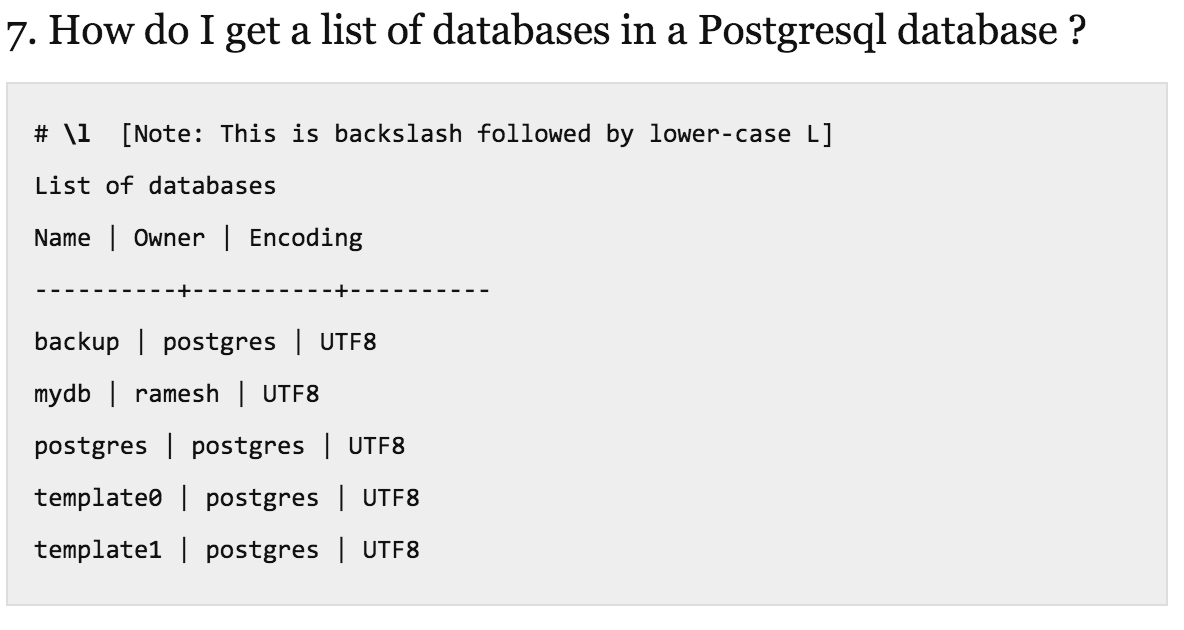 7. How do I get a list of databases in a Postgresql database ?
# \l  [Note: This is backslash followed by lower-case L]
List of databases
Name | Owner | Encoding
----------+----------+----------
backup | postgres | UTF8
mydb | ramesh | UTF8
postgres | postgres | UTF8
template0 | postgres | UTF8
template1 | postgres | UTF8